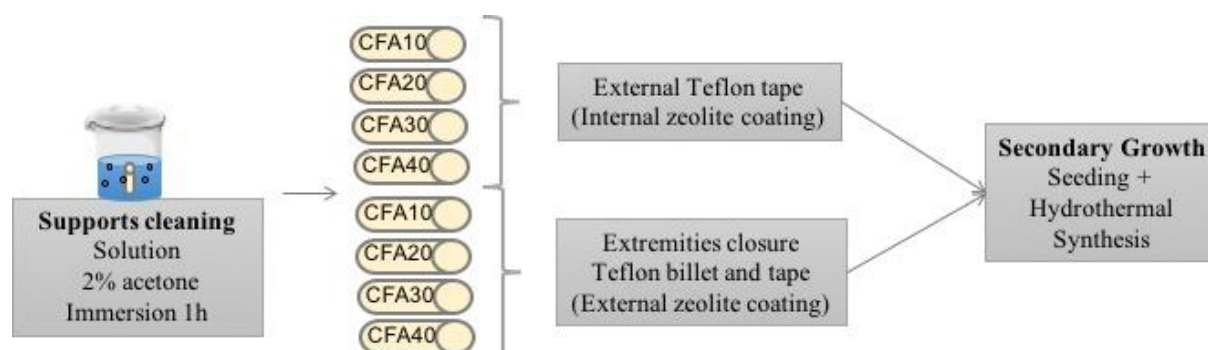 Supports cleaning
Solution
2% acetone
Immersion 1h
CFA10
CFA20
CFA30
CFA40
CFA10
CFA20
CFA30
CFA40
External Teflon tape
(Internal zeolite coating)
Extremities closure
Teflon billet and tape
(External zeolite coating)
Secondary Growth
Seeding +
Hydrothermal
Synthesis